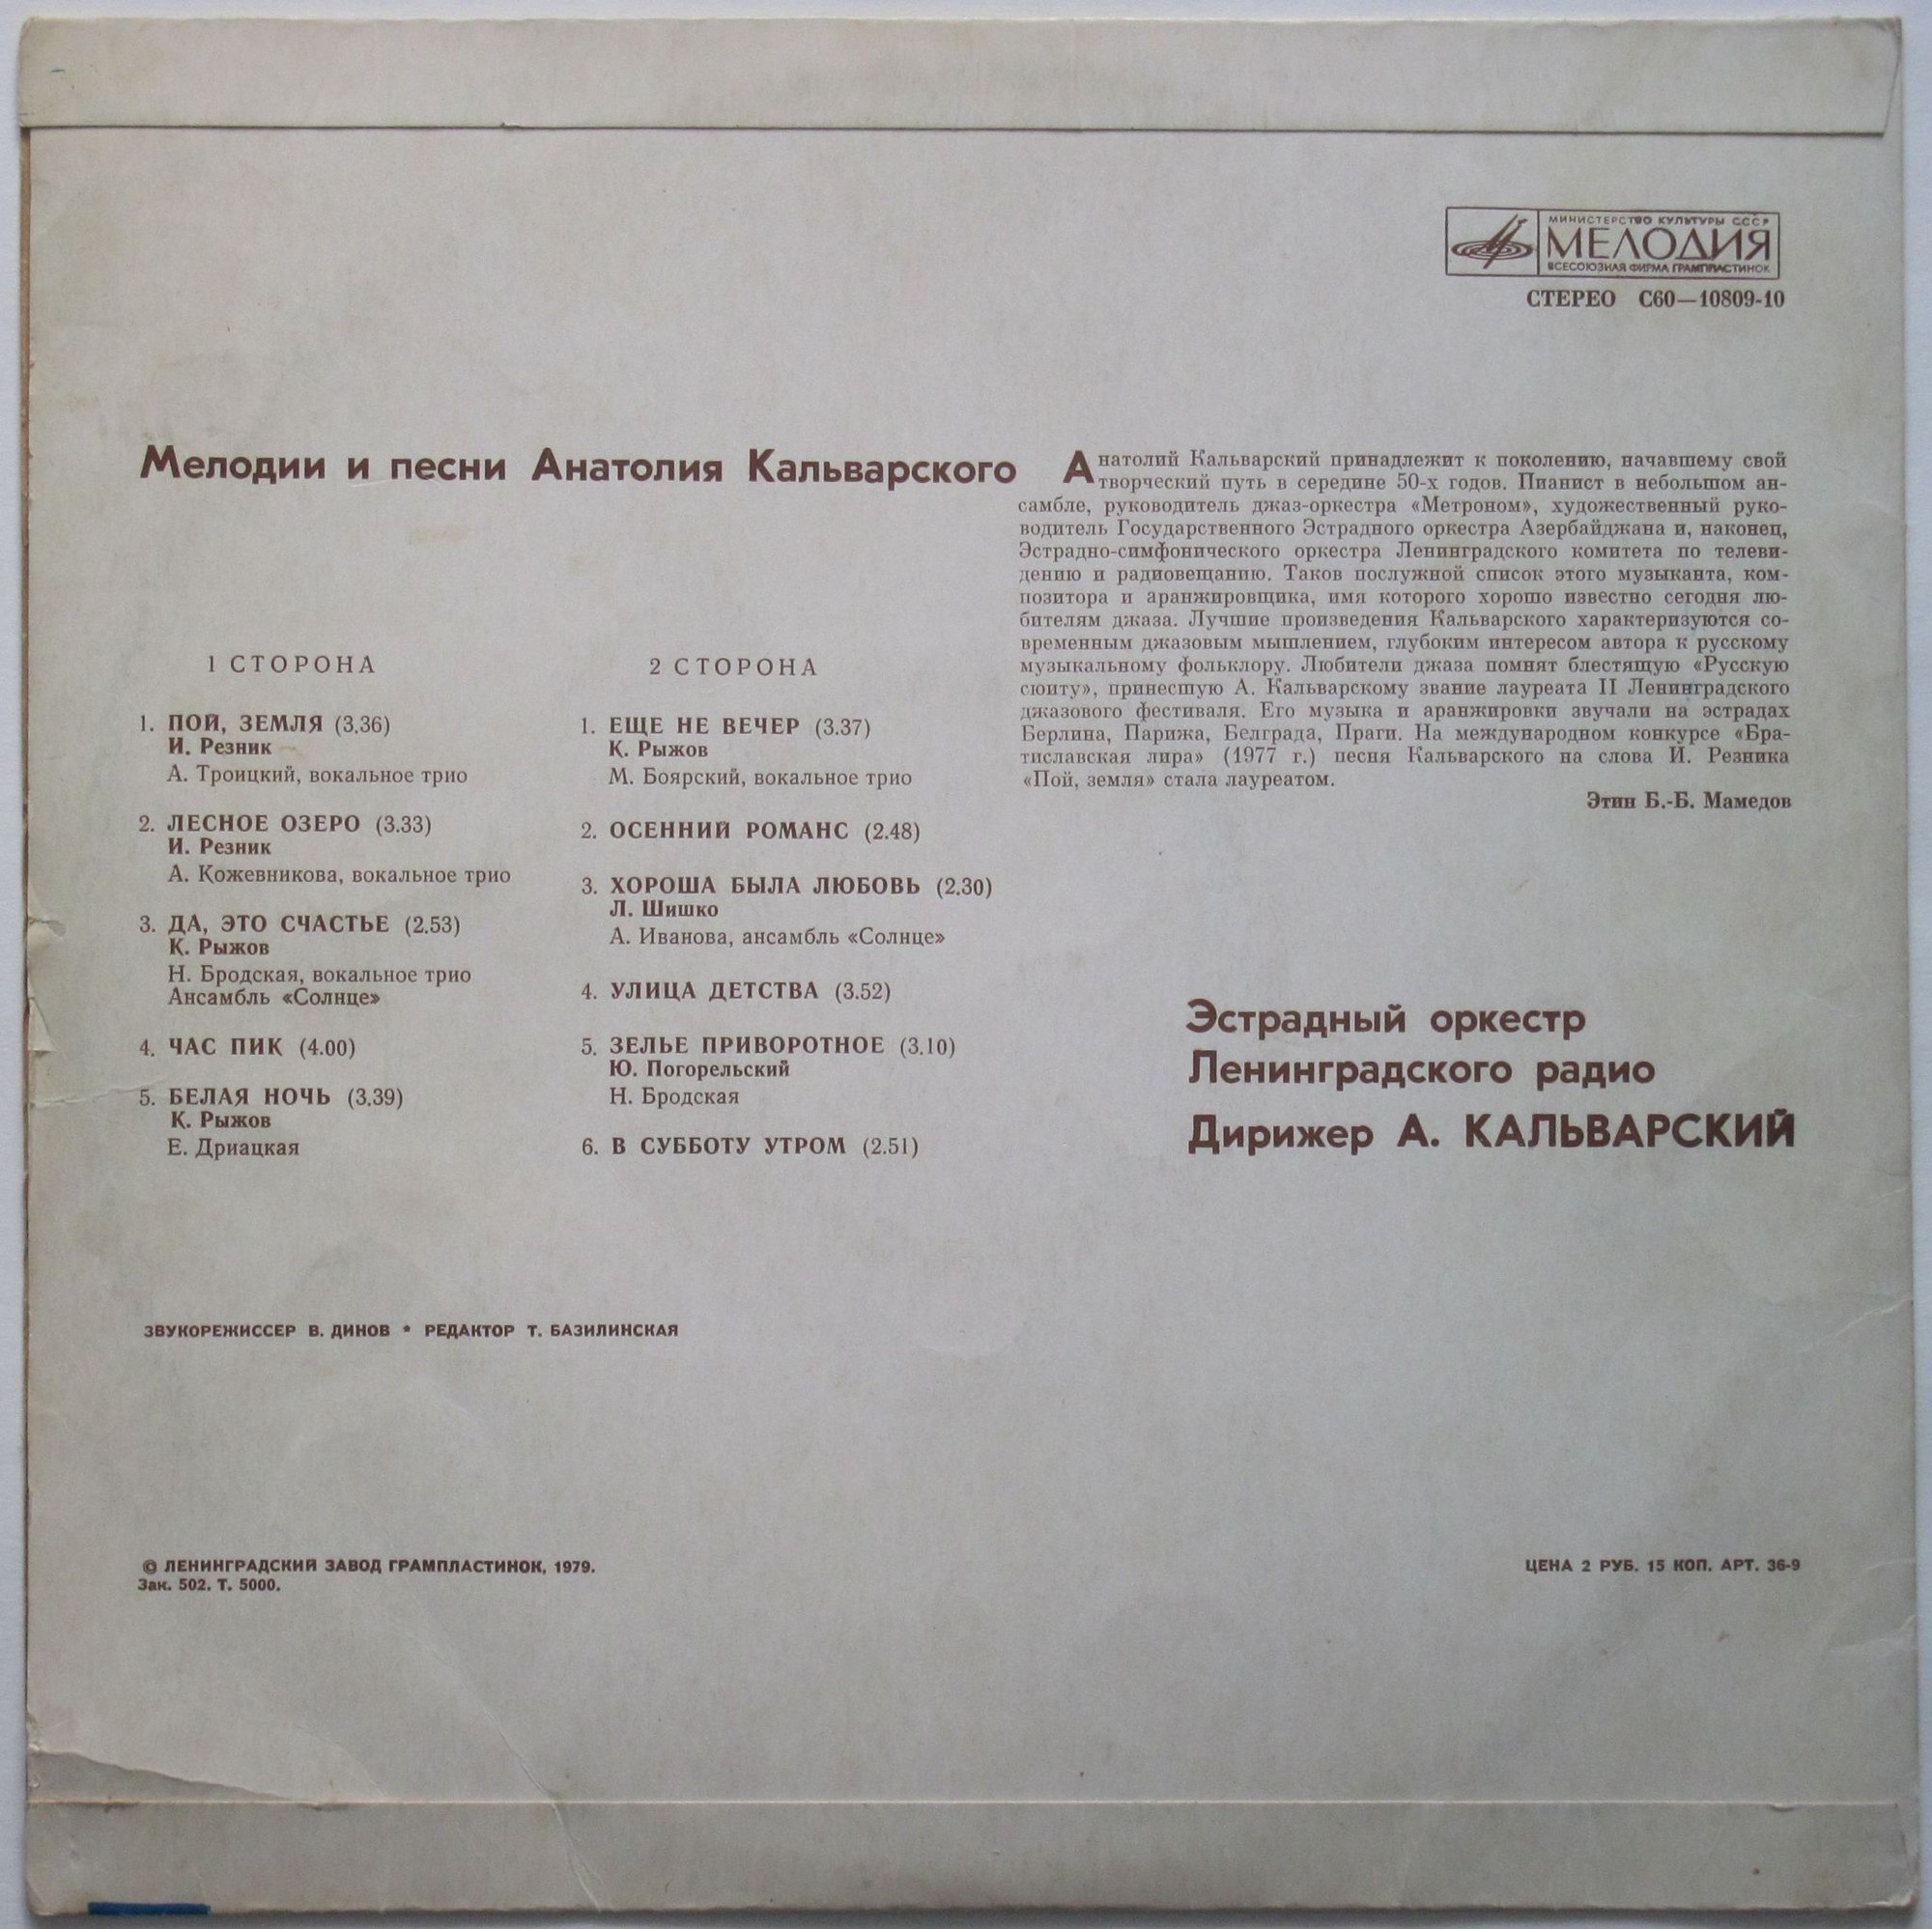 МИНИСТЕРСТВО КУЛЬТУРЫ СССР
МЕЛОДИЯ
ВСЕСОЮЗНАЯ ФИРМА ГРАМПЛАСТИНОК
СТЕРЕО С60—10809-10
Мелодии и песни Анатолия Кальварского
Анатолий Кальварский принадлежит к поколению, начавшему свой
творческий путь в середине 50-х годов. Пианист в небольшом ан-
самбле, руководитель джаз-оркестра «Метроном», художественный руко-
водитель Государственного Эстрадного оркестра Азербайджана и, наконец,
Эстрадно-симфонического оркестра Ленинградского комитета по телеви-
дению и радиовещанию. Таков послужной список этого музыканта, ком-
позитора и аранжировщика, имя которого хорошо известно сегодня лю-
бителям джаза. Лучшие произведения Кальварского характеризуются со-
временным джазовым мышлением, глубоким интересом автора к русскому
музыкальному фольклору. Любители джаза помнят блестящую «Русскую
сюиту», принесшую А. Кальварскому звание лауреата II Ленинградского
джазового фестиваля. Его музыка и аранжировки звучали на эстрадах
Берлина, Парижа, Белграда, Праги. На международном конкурсе «Бра-
тиславская лира» (1977 г.) песня Кальварского на слова И. Резника
«Пой, земля» стала лауреатом.
Этин Б.-Б. Мамедов
1 СТОРОНА
1. ПОЙ, ЗЕМЛЯ (3.36)
И. Резник
А. Троицкий, вокальное трио
2. ЛЕСНОЕ ОЗЕРО (3.33)
И. Резник
А. Кожевникова, вокальное трио
3. ДА, ЭТО СЧАСТЬЕ (2.53)
К. Рыжов
Н. Бродская, вокальное трио
Ансамбль «Солнце»
4. ЧАС ПИК (4.00)
5. БЕЛАЯ НОЧЬ (3.39)
К. Рыжов
Е. Дриацкая
2 СТОРОНА
1. ЕЩЕ НЕ ВЕЧЕР (3.37)
К. Рыжов
М. Боярский, вокальное трио
2. ОСЕННИЙ РОМАНС (2.48)
3. ХОРОША БЫЛА ЛЮБОВЬ (2.30)
Л. Шишко
А. Иванова, ансамбль «Солнце»
4. УЛИЦА ДЕТСТВА (3.52)
5. ЗЕЛЬЕ ПРИВОРОТНОЕ (3.10)
Ю. Погорельский
Н. Бродская
6. В СУББОТУ УТРОМ (2.51)
Эстрадный оркестр
Ленинградского радио
Дирижер А. КАЛЬВАРСКИЙ
ЗВУКОРЕЖИССЕР В. ДИНОВ * РЕДАКТОР Т. БАЗИЛИНСКАЯ
© ЛЕНИНГРАДСКИЙ ЗАВОД ГРАМПЛАСТИНОК, 1979.
Зак. 502. Т. 5000.
ЦЕНА 2 РУБ. 15 КОП. АРТ. 36-9